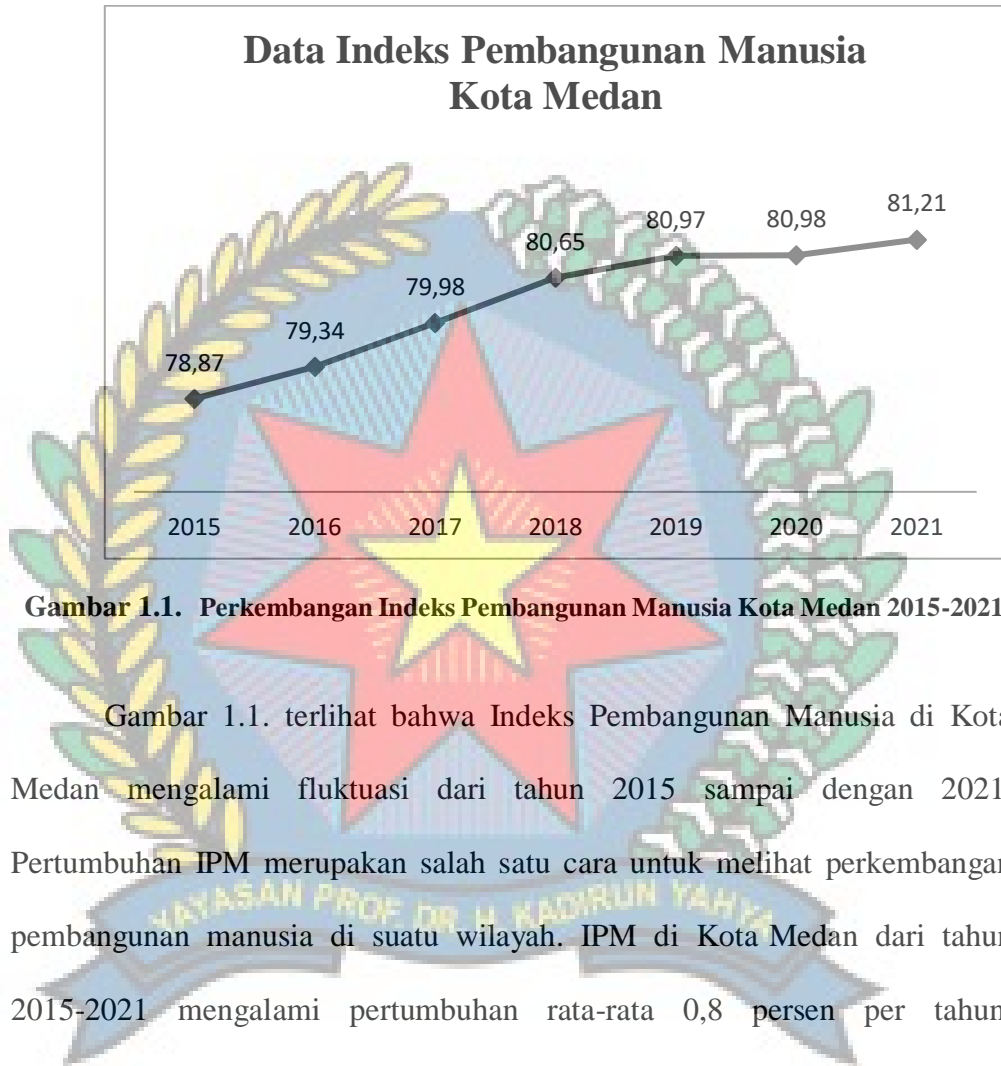 Data Indeks Pembangunan Manusia
Kota Medan
78,87
79,34
79,98
80,65
80,97
80,98
81,21
2015 2016 2017 2018 2019 2020 2021
Gambar 1.1. Perkembangan Indeks Pembangunan Manusia Kota Medan 2015-2021
Gambar 1.1. terlihat bahwa Indeks Pembangunan Manusia di Kota
Medan mengalami fluktuasi dari tahun 2015 sampai dengan 2021
Pertumbuhan IPM merupakan salah satu cara untuk melihat perkembangan
pembangunan manusia di suatu wilayah. IPM di Kota Medan dari tahun
2015-2021 mengalami pertumbuhan rata-rata 0,8 persen per tahun
YAYASAN PROF. DR. H. KADIRUN YAHYA